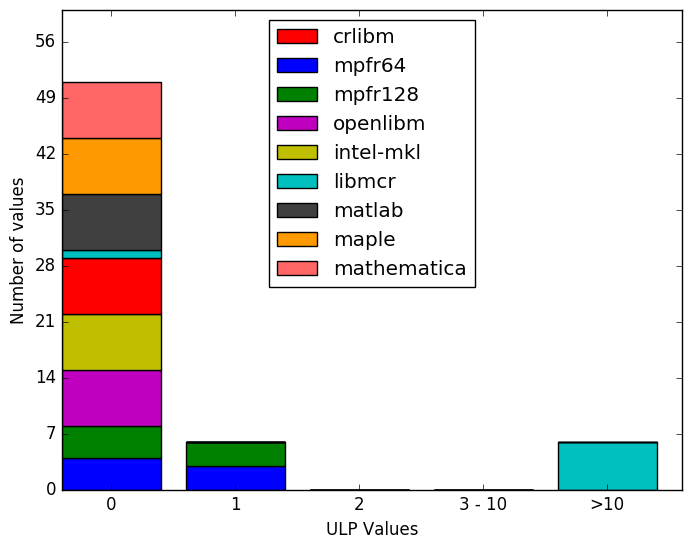 56
49
42
35
28
21
14
7
0
Number of values
crlibm
mpfr64
mpfr128
openlibm
intel-mkl
libmcr
matlab
maple
mathematica
0 1 2 3 - 10 >10
ULP Values